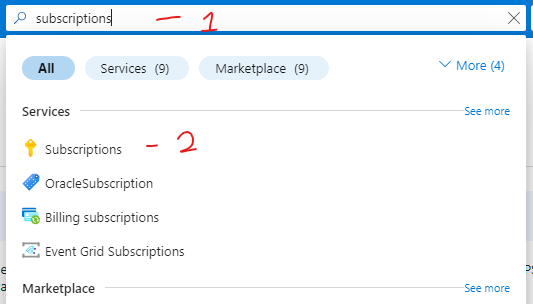 subscriptions - 1
All Services (9) Marketplace (9) More (4)
Services See more
Subscriptions - 2
OracleSubscription
Billing subscriptions
Event Grid Subscriptions
Marketplace See more